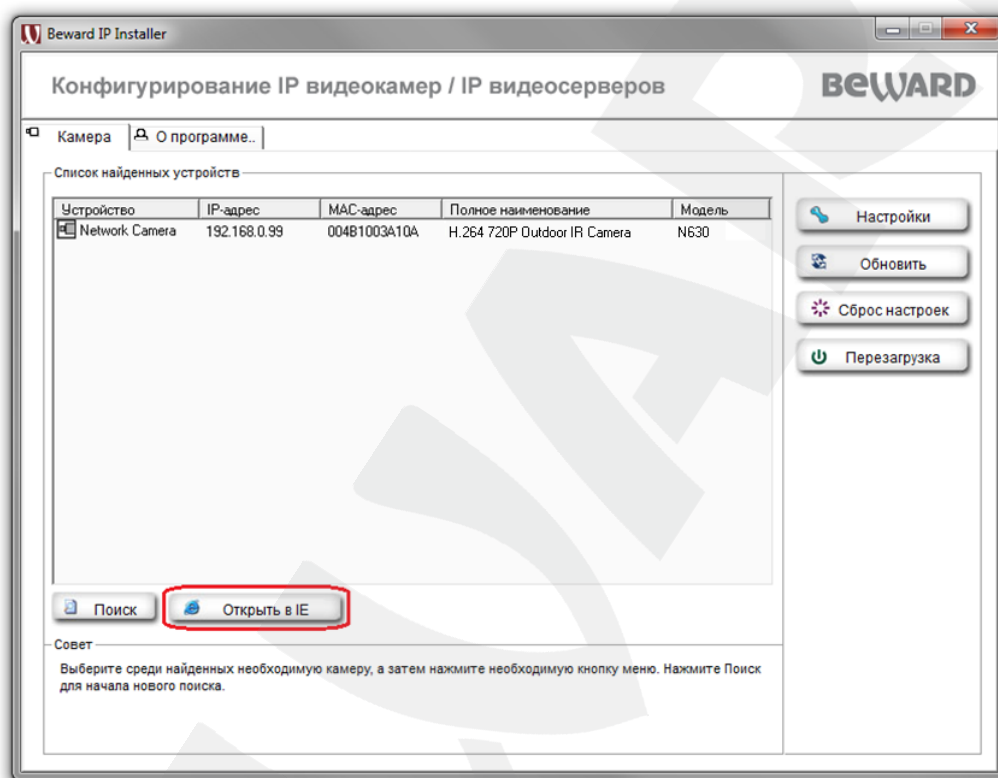 Beward IP Installer
Конфигурирование IP видеокамер / IP видеосерверов
BEWARD
Камера
О программе..
Список найденных устройств
Устройство IP-адрес MAC-адрес Полное наименование Модель
Network Camera 192.168.0.99 004B1003A10A H.264 720P Outdoor IR Camera N630
Настройки
Обновить
Сброс настроек
Перезагрузка
Поиск
Открыть в IE
Совет
Выберите среди найденных необходимую камеру, а затем нажмите необходимую кнопку меню. Нажмите Поиск
для начала нового поиска.